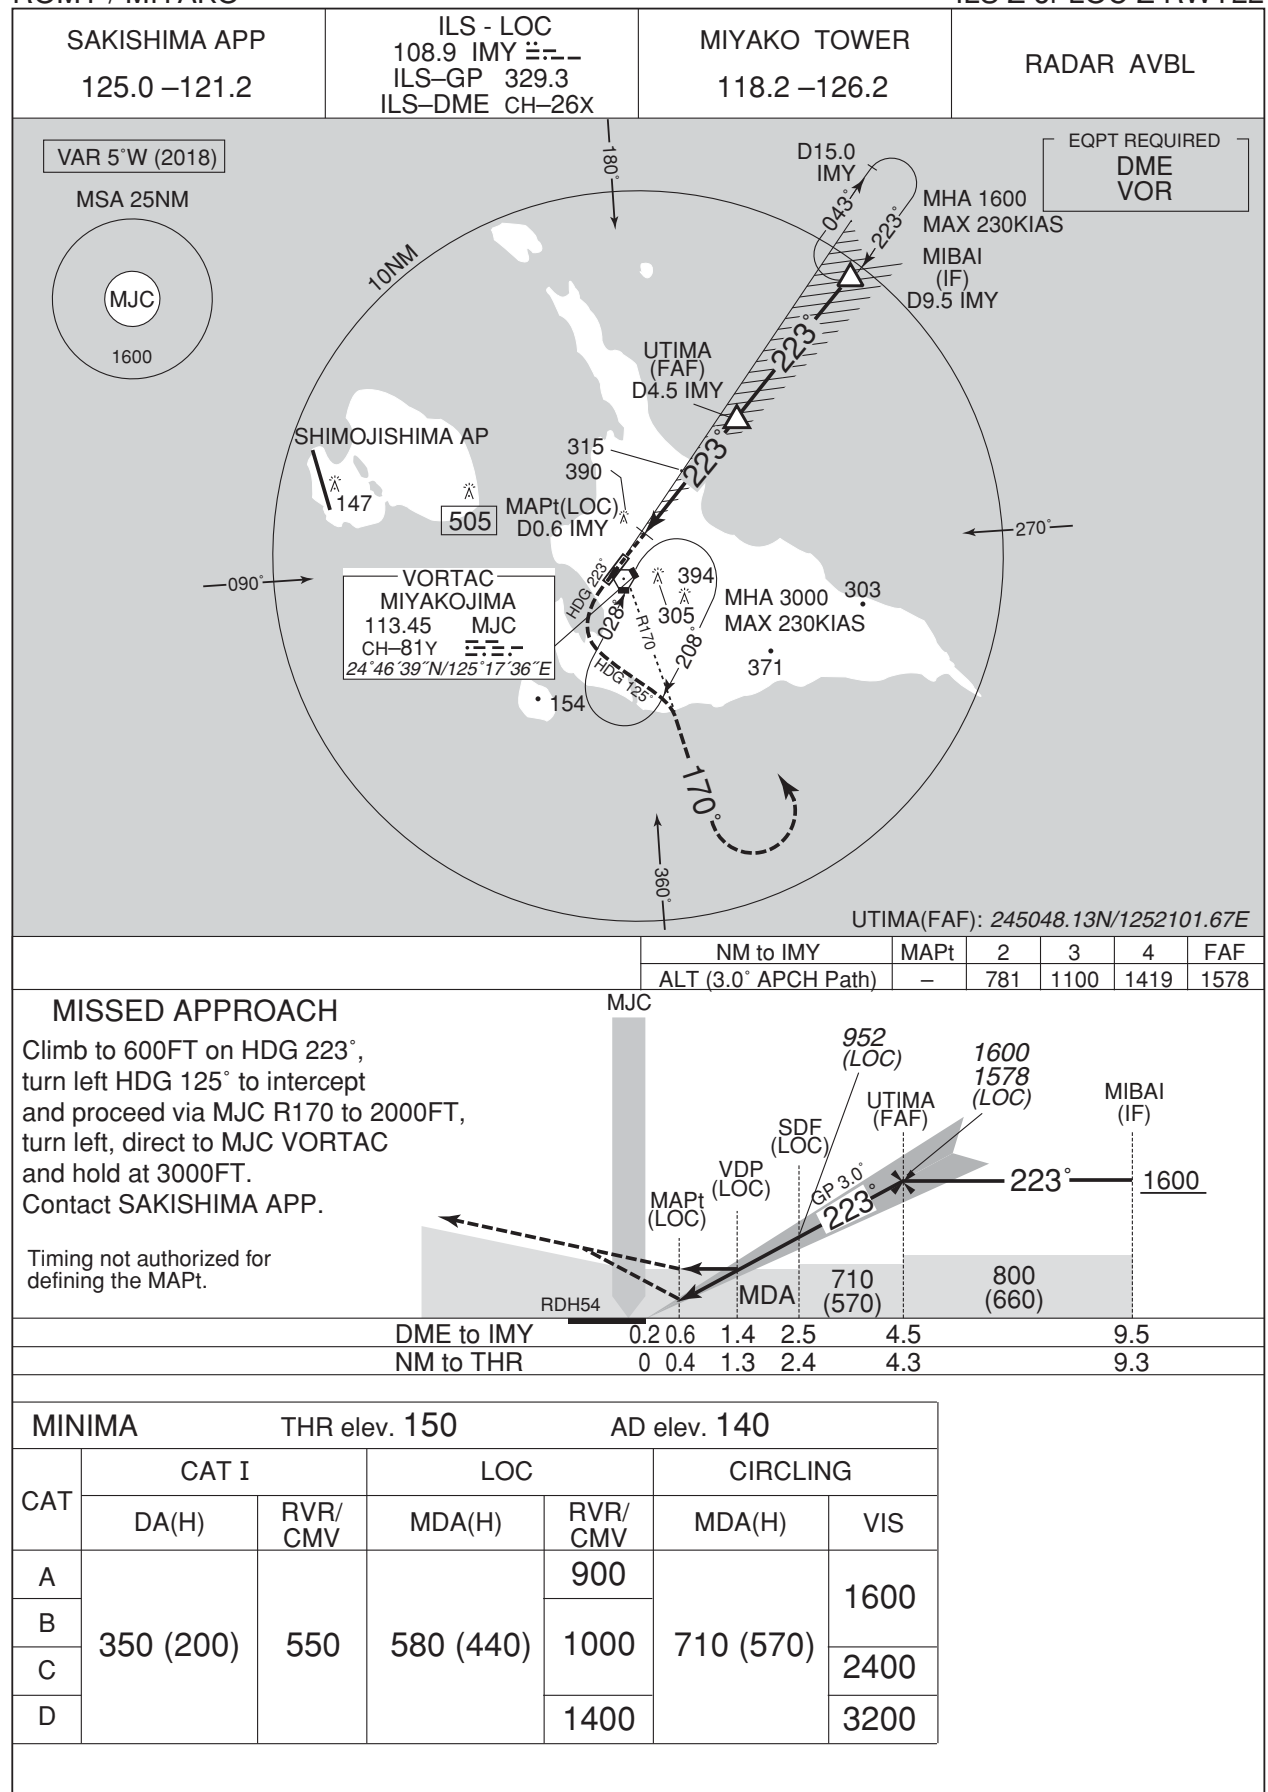 SAKISHIMA APP
125.0 –121.2
ILS - LOC
108.9 IMY
ILS–GP 329.3
ILS–DME CH–26X
MIYAKO TOWER
118.2 –126.2
RADAR AVBL
VAR 5˚W (2018)
MSA 25NM
MJC
1600
EQPT REQUIRED
DME
VOR
180˚
D15.0
IMY
043˚
223˚
MHA 1600
MAX 230KIAS
MIBAI
(IF)
D9.5 IMY
10NM
223˚
UTIMA
(FAF)
D4.5 IMY
223˚
SHIMOJISHIMA AP
147
505
315
390
MAPt(LOC)
D0.6 IMY
270˚
090˚
VORTAC
MIYAKOJIMA
113.45 MJC
CH–81Y
24˚46´39˝N/125˚17´36˝E
HDG 223˚
028˚
R170
208˚
HDG 125˚
394
305
MHA 3000
MAX 230KIAS
303
371
154
170˚
360˚
UTIMA(FAF): 245048.13N/1252101.67E
NM to IMY MAPt 2 3 4 FAF
ALT (3.0˚ APCH Path) – 781 1100 1419 1578
MISSED APPROACH
Climb to 600FT on HDG 223˚,
turn left HDG 125˚ to intercept
and proceed via MJC R170 to 2000FT,
turn left, direct to MJC VORTAC
and hold at 3000FT.
Contact SAKISHIMA APP.
Timing not authorized for
defining the MAPt.
MJC
952
(LOC)
1600
1578
(LOC)
MIBAI
(IF)
UTIMA
(FAF)
SDF
(LOC)
VDP
(LOC)
MAPt
(LOC)
GP 3.0˚
223˚
223˚
1600
MDA
710
(570)
800
(660)
RDH54
DME to IMY 0.2 0.6 1.4 2.5 4.5 9.5
NM to THR 0 0.4 1.3 2.4 4.3 9.3
MINIMA THR elev. 150 AD elev. 140
CAT CAT I LOC CIRCLING
DA(H) RVR/CMV MDA(H) RVR/CMV MDA(H) VIS
A 900
B
C
D
350 (200) 550 580 (440) 1000 710 (570)
1400
1600
2400
3200